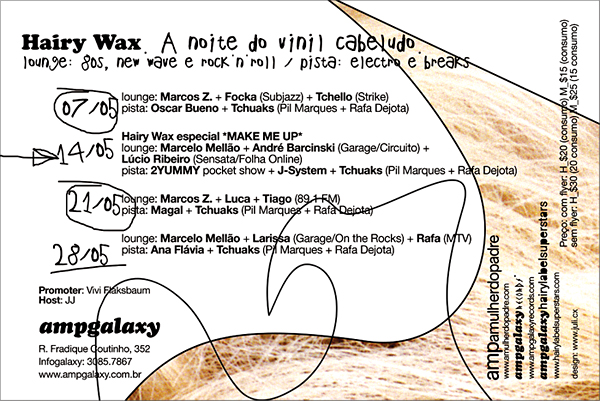 Hairy Wax. A noite do vinil cabeludo.
lounge: 80s, new wave e rock'n'roll / pista: electro e breaks
07/05
lounge: Marcos Z. + Focka (Subjazz) + Tchello (Strike)
pista: Oscar Bueno + Tchuaks (Pil Marques + Rafa Dejota)
14/05
Hairy Wax especial *MAKE ME UP*
lounge: Marcelo Mellão + André Barcinski (Garage/Circuito) +
Lúcio Ribeiro (Sensata/Folha Online)
pista: 2YUMMY pocket show + J-System + Tchuaks (Pil Marques + Rafa Dejota)
21/05
lounge: Marcos Z. + Luca + Tiago (89.1 FM)
pista: Magal + Tchuaks (Pil Marques + Rafa Dejota)
28/05
lounge: Marcelo Mellão + Larissa (Garage/On the Rocks) + Rafa (MTV)
pista: Ana Flávia + Tchuaks (Pil Marques + Rafa Dejota)
Promoter: Vivi Flaksbaum
Host: JJ
ampgalaxy
R. Fradique Coutinho, 352
Infogalaxy: 3085.7867
www.ampgalaxy.com.br
ampamulherdopadre
www.amulherdopadre.com
ampgalaxyrecords
www.ampgalaxyrecords.com
ampgalaxyhairylabelsuperstars
www.hairylabelsuperstars.com
design: www.juli.cx
Preço: com flyer: H_$20 (consumo) M_$15 (consumo)
sem flyer: H_$30 (20 consumo) M_$25 (15 consumo)